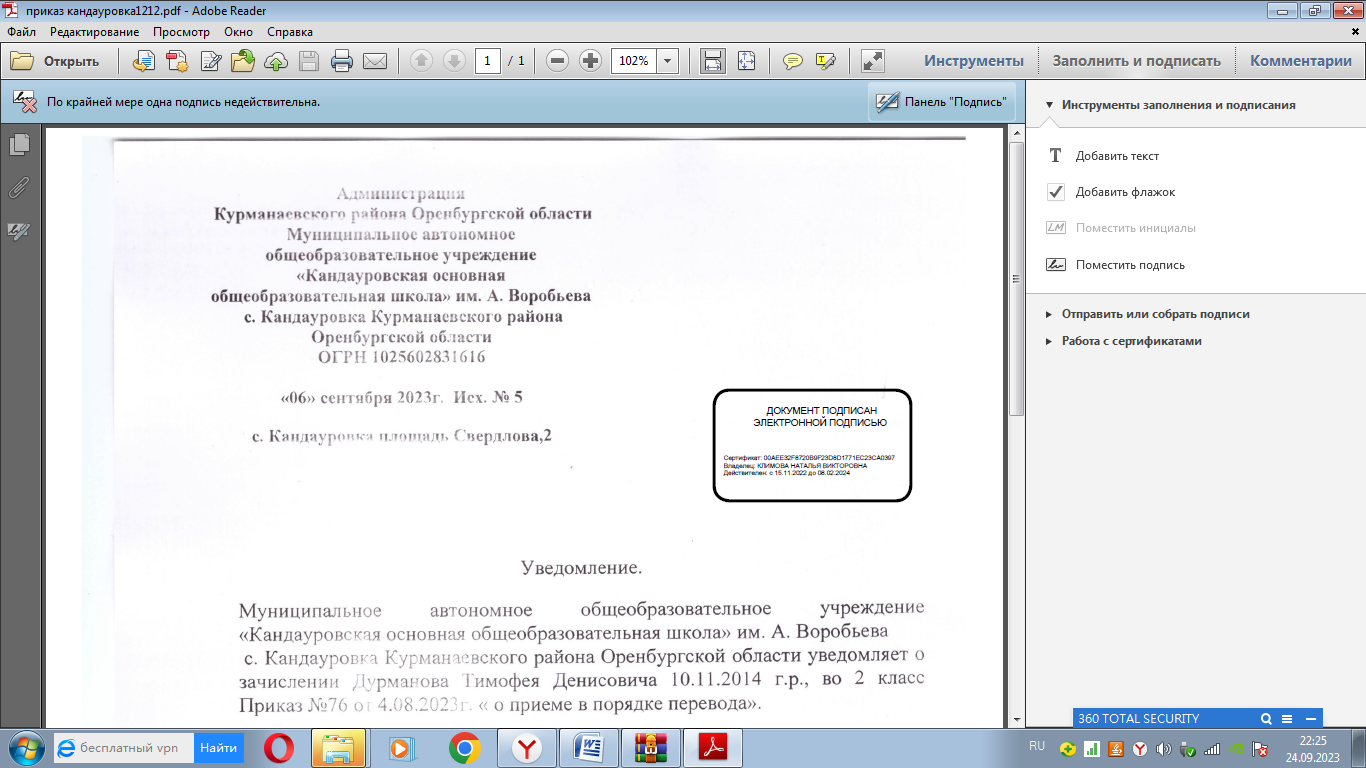 приказ кандауровка1212.pdf - Adobe Reader
Файл Редактирование Просмотр Окно Справка
Открыть 1 / 1 102% Инструменты Заполнить и подписать Комментарии
По крайней мере одна подпись недействительна. Панель "Подпись"
Инструменты заполнения и подписания
Добавить текст
Добавить флажок
Поместить инициалы
Поместить подпись
Отправить или собрать подписи
Работа с сертификатами
Администрация
Курманаевского района Оренбургской области
Муниципальное автономное
общеобразовательное учреждение
«Кандауровская основная
общеобразовательная школа» им. А. Воробьева
с. Кандауровка Курманаевского района
Оренбургской области
ОГРН 1025602831616
«06» сентября 2023г. Исх. № 5
с. Кандауровка площадь Свердлова,2
ДОКУМЕНТ ПОДПИСАН
ЭЛЕКТРОННОЙ ПОДПИСЬЮ
Сертификат: 00AEE32F8720B9F23D8D1771EC23CA0397
Владелец: КЛИМОВА НАТАЛЬЯ ВИКТОРОВНА
Действителен: с 15.11.2022 до 08.02.2024
Уведомление.
Муниципальное автономное общеобразовательное учреждение
«Кандауровская основная общеобразовательная школа» им. А. Воробьева
с. Кандауровка Курманаевского района Оренбургской области уведомляет о
зачислении Дурманова Тимофея Денисовича 10.11.2014 г.р., во 2 класс
Приказ №76 от 4.08.2023г. « о приеме в порядке перевода».
360 TOTAL SECURITY
бесплатный vpn Найти
RU
22:25
24.09.2023